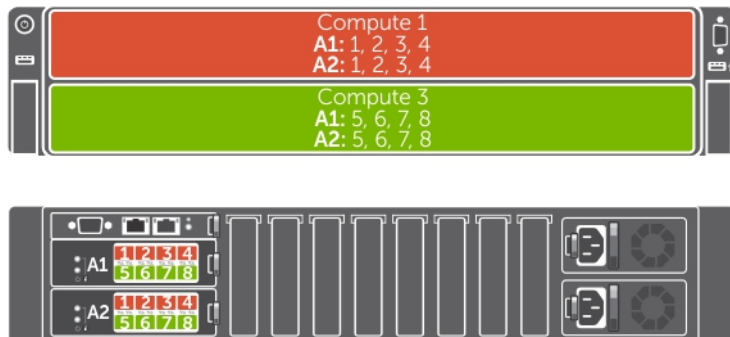 Compute 1
A1: 1, 2, 3, 4
A2: 1, 2, 3, 4
Compute 3
A1: 5, 6, 7, 8
A2: 5, 6, 7, 8
A1 1 2 3 4
5 6 7 8
A2 1 2 3 4
5 6 7 8